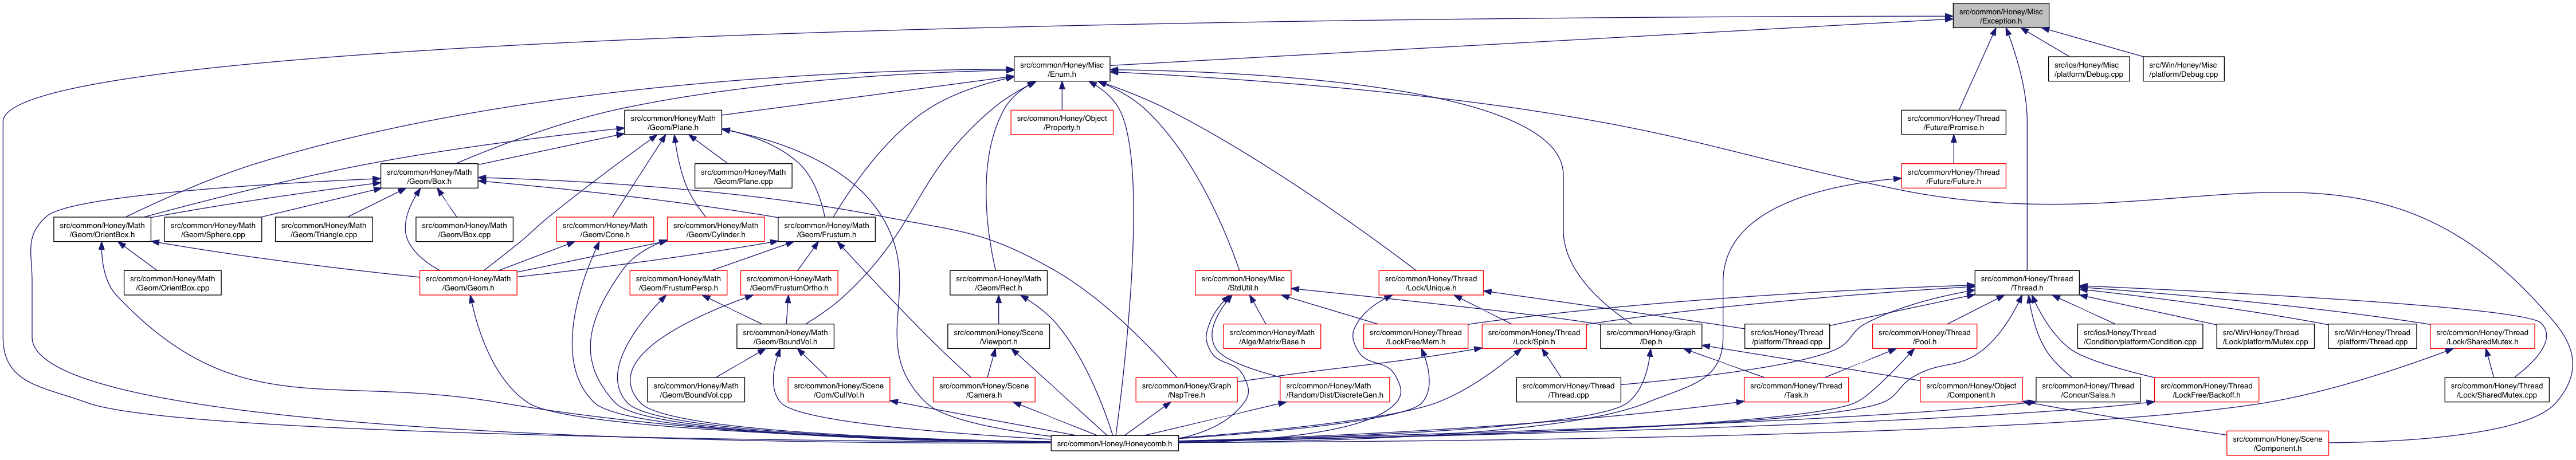 src/common/Honey/Misc
/Exception.h
src/common/Honey/Misc
/Enum.h
src/ios/Honey/Misc
/platform/Debug.cpp
src/Win/Honey/Misc
/platform/Debug.cpp
src/common/Honey/Math
/Geom/Plane.h
src/common/Honey/Object
/Property.h
src/common/Honey/Thread
/Future/Promise.h
src/common/Honey/Math
/Geom/Box.h
src/common/Honey/Math
/Geom/Plane.cpp
src/common/Honey/Thread
/Future/Future.h
src/common/Honey/Math
/Geom/OrientBox.h
src/common/Honey/Math
/Geom/Sphere.cpp
src/common/Honey/Math
/Geom/Triangle.cpp
src/common/Honey/Math
/Geom/Box.cpp
src/common/Honey/Math
/Geom/Cone.h
src/common/Honey/Math
/Geom/Cylinder.h
src/common/Honey/Math
/Geom/Frustum.h
src/common/Honey/Math
/Geom/OrientBox.cpp
src/common/Honey/Math
/Geom/Geom.h
src/common/Honey/Math
/Geom/FrustumPersp.h
src/common/Honey/Math
/Geom/FrustumOrtho.h
src/common/Honey/Math
/Geom/Rect.h
src/common/Honey/Misc
/StdUtil.h
src/common/Honey/Thread
/Lock/Unique.h
src/common/Honey/Thread
/Thread.h
src/common/Honey/Math
/Geom/BoundVol.h
src/common/Honey/Scene
/Viewport.h
src/common/Honey/Math
/Alge/Matrix/Base.h
src/common/Honey/Thread
/LockFree/Mem.h
src/common/Honey/Thread
/Lock/Spin.h
src/common/Honey/Graph
/Dep.h
src/ios/Honey/Thread
/platform/Thread.cpp
src/common/Honey/Thread
/Pool.h
src/ios/Honey/Thread
/Condition/platform/Condition.cpp
src/Win/Honey/Thread
/Lock/platform/Mutex.cpp
src/Win/Honey/Thread
/platform/Thread.cpp
src/common/Honey/Thread
/Lock/SharedMutex.h
src/common/Honey/Math
/Geom/BoundVol.cpp
src/common/Honey/Scene
/Com/CullVol.h
src/common/Honey/Scene
/Camera.h
src/common/Honey/Graph
/NspTree.h
src/common/Honey/Math
/Random/Dist/DiscreteGen.h
src/common/Honey/Thread
/Thread.cpp
src/common/Honey/Thread
/Task.h
src/common/Honey/Object
/Component.h
src/common/Honey/Thread
/Concur/Salsa.h
src/common/Honey/Thread
/LockFree/Backoff.h
src/common/Honey/Thread
/Lock/SharedMutex.cpp
src/common/Honey/Honeycomb.h
src/common/Honey/Scene
/Component.h